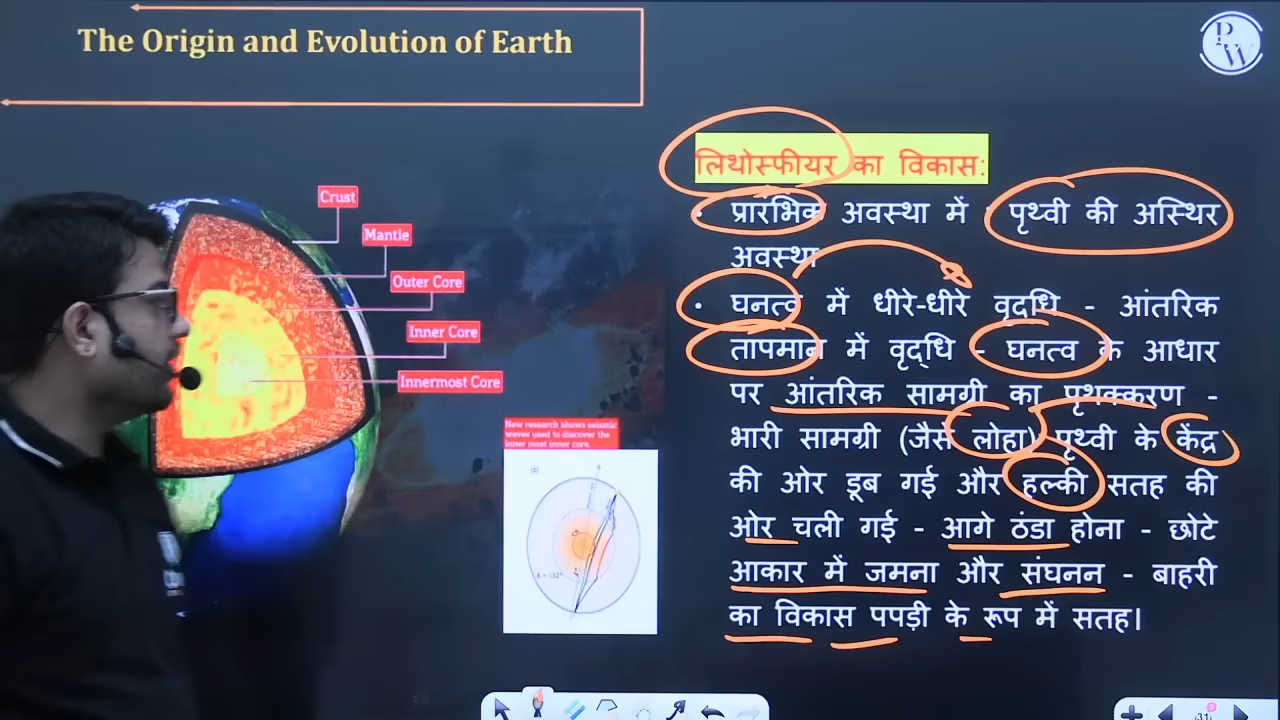 The Origin and Evolution of Earth
PW
लिथोस्फीयर का विकास:
• प्रारंभिक अवस्था में - पृथ्वी की अस्थिर
अवस्था
• घनत्व में धीरे-धीरे वृद्धि - आंतरिक
तापमान में वृद्धि - घनत्व के आधार
पर आंतरिक सामग्री का पृथक्करण -
भारी सामग्री (जैसे लोहा) पृथ्वी के केंद्र
की ओर डूब गई और हल्की सतह की
ओर चली गई - आगे ठंडा होना - छोटे
आकार में जमना और संघनन - बाहरी
का विकास पपड़ी के रूप में सतह।
Crust
Mantle
Outer Core
Inner Core
Innermost Core
New research shows seismic
waves used to discover the
inner most inner core.